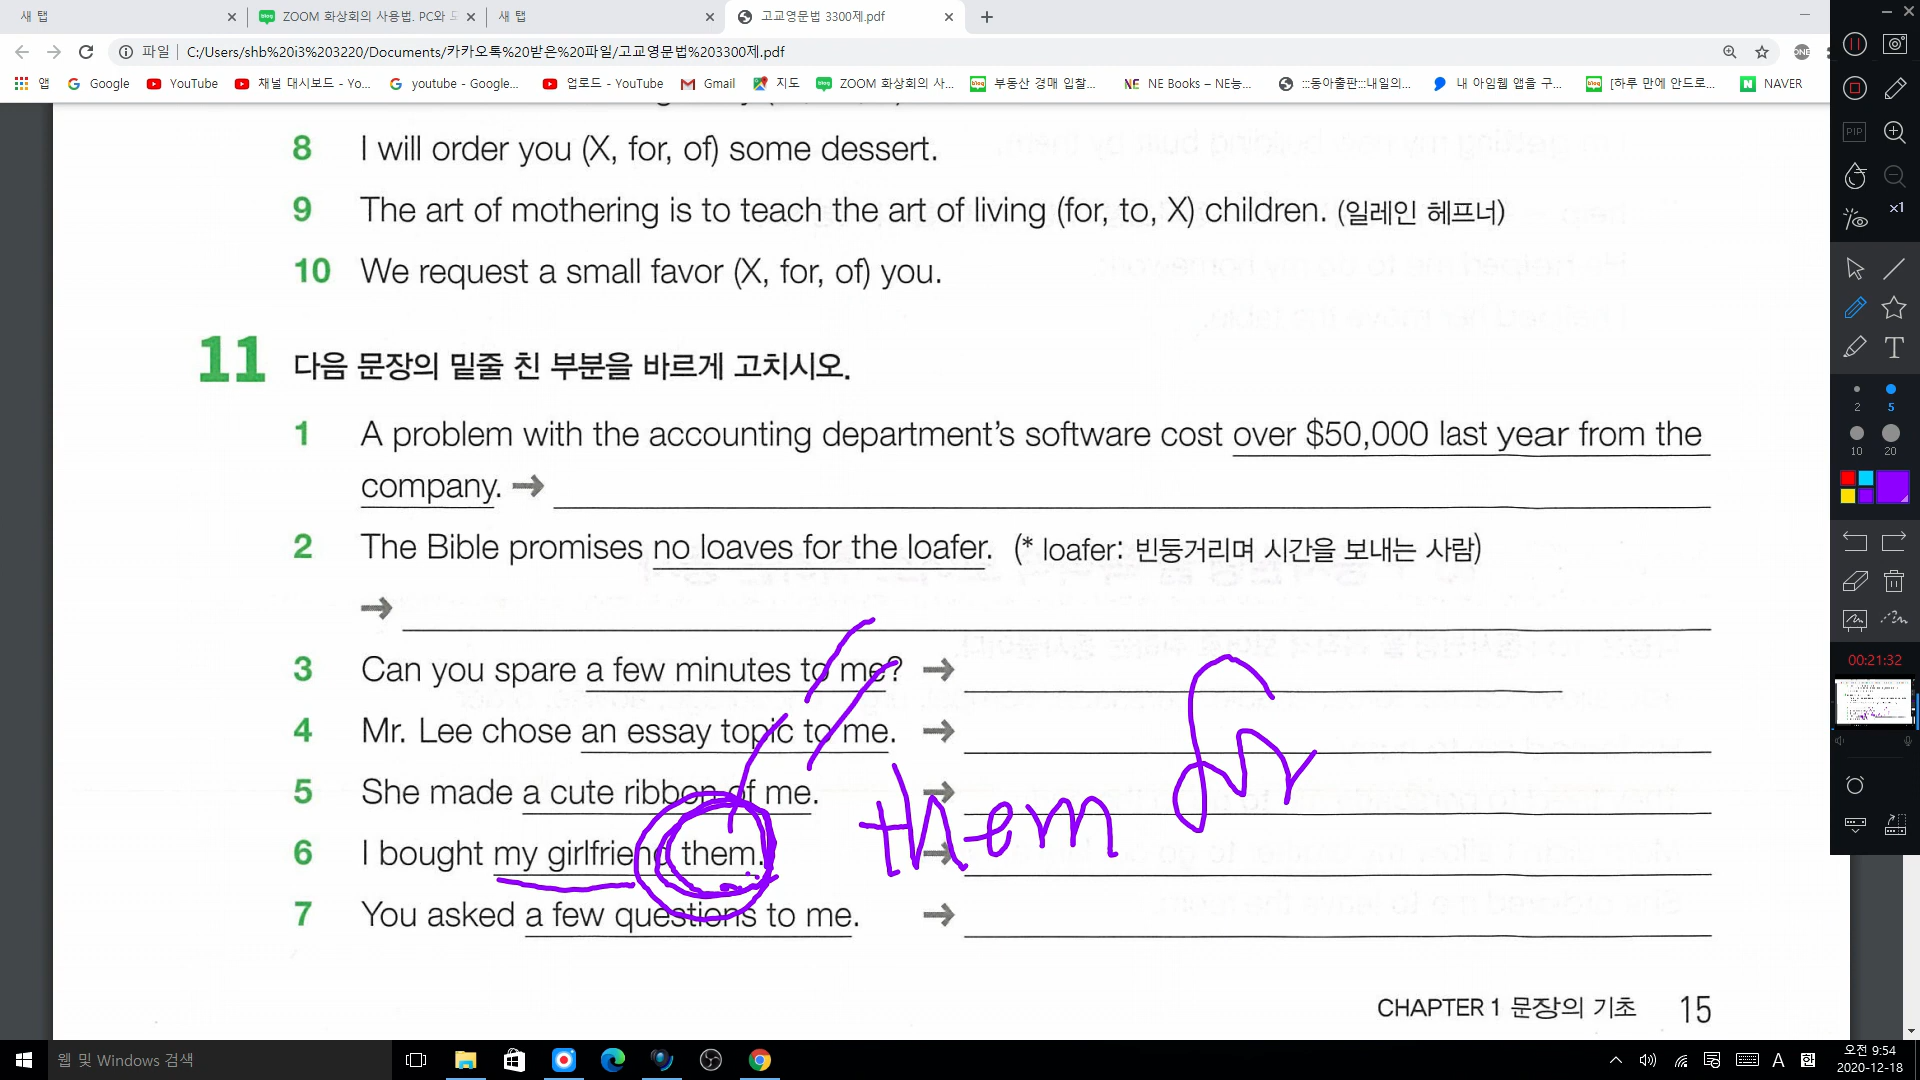 새 탭
ZOOM 화상회의 사용법. PC와
새 탭
고교영문법 3300제.pdf
파일 C:/Users/shb%20i3%203220/Documents/카카오톡%20받은%20파일/고교영문법%203300제.pdf
앱 Google YouTube 채널 대시보드 - Yo... youtube - Google... 업로드 - YouTube Gmail 지도 ZOOM 화상회의 사... 부동산 경매 입찰... NE Books – NE능... :::동아출판:::내일의... 내 아임웹 앱을 구... [하루 만에 안드로... NAVER
8 I will order you (X, for, of) some dessert.
9 The art of mothering is to teach the art of living (for, to, X) children. (일레인 헤프너)
10 We request a small favor (X, for, of) you.
11 다음 문장의 밑줄 친 부분을 바르게 고치시오.
1 A problem with the accounting department's software cost over $50,000 last year from the
company. →
2 The Bible promises no loaves for the loafer. (* loafer: 빈둥거리며 시간을 보내는 사람)
→
3 Can you spare a few minutes to me? →
4 Mr. Lee chose an essay topic to me. →
5 She made a cute ribbon of me. →
them for
6 I bought my girlfriend them. →
7 You asked a few questions to me. →
CHAPTER 1 문장의 기초 15
PIP
x1
T
2 5
10 20
00:21:32
웹 및 Windows 검색
A 한
오전 9:54
2020-12-18